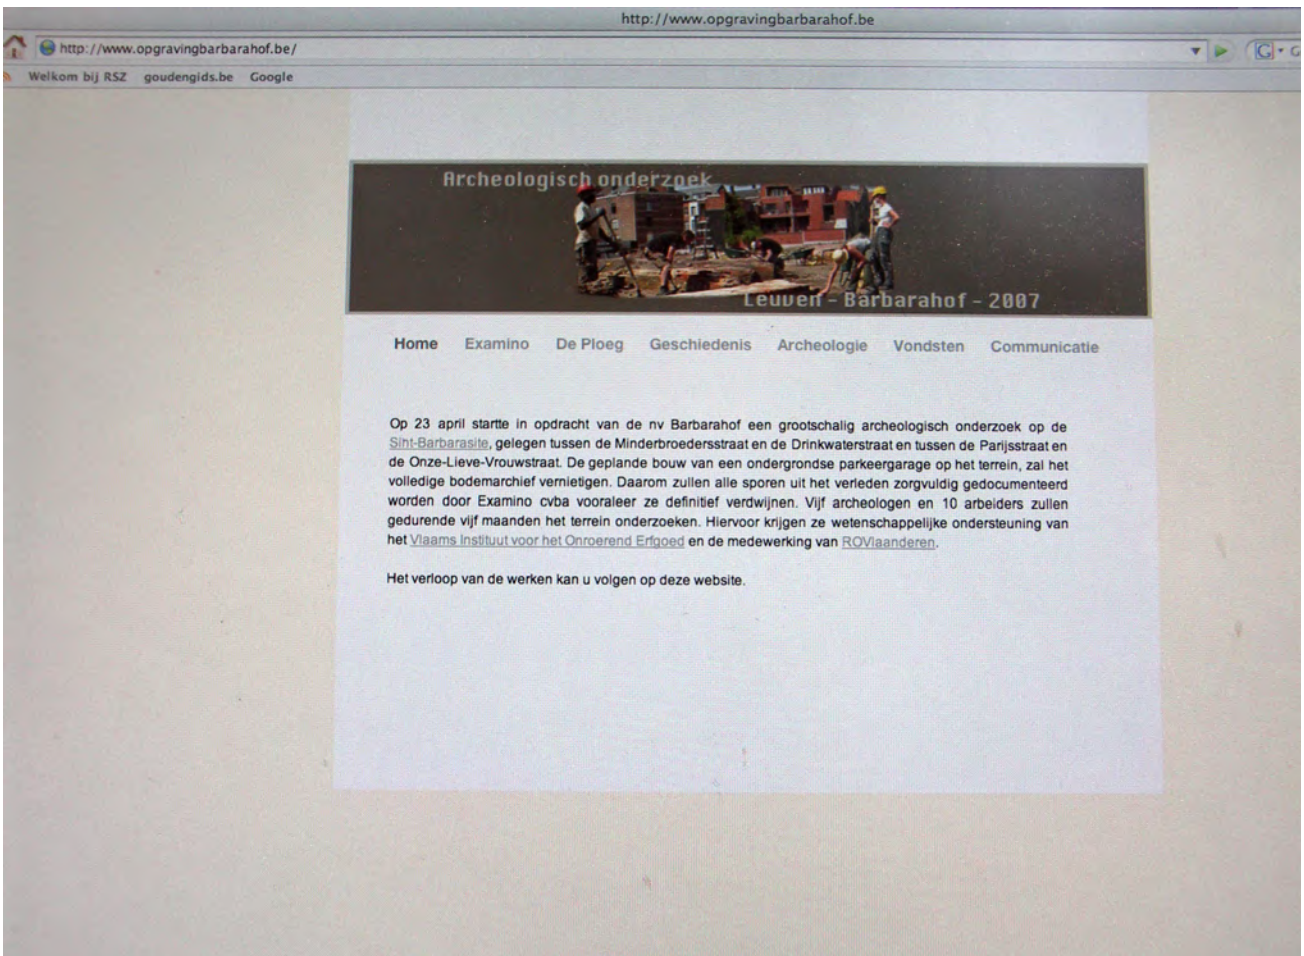 http://www.opgravingbarbarahof.be
http://www.opgravingbarbarahof.be/
G
Welkom bij RSZ goudengids.be Google
Archeologisch onderzoek
Leuven - Barbarahof - 2007
Home Examino De Ploeg Geschiedenis Archeologie Vondsten Communicatie
Op 23 april startte in opdracht van de nv Barbarahof een grootschalig archeologisch onderzoek op de
Siht-Barbarasite, gelegen tussen de Minderbroedersstraat en de Drinkwaterstraat en tussen de Parijsstraat en
de Onze-Lieve-Vrouwstraat. De geplande bouw van een ondergrondse parkeergarage op het terrein, zal het
volledige bodemarchief vernietigen. Daarom zullen alle sporen uit het verleden zorgvuldig gedocumenteerd
worden door Examino cvba vooraleer ze definitief verdwijnen. Vijf archeologen en 10 arbeiders zullen
gedurende vijf maanden het terrein onderzoeken. Hiervoor krijgen ze wetenschappelijke ondersteuning van
het Vlaams Instituut voor het Onroerend Erfgoed en de medewerking van ROVlaanderen.
Het verloop van de werken kan u volgen op deze website.